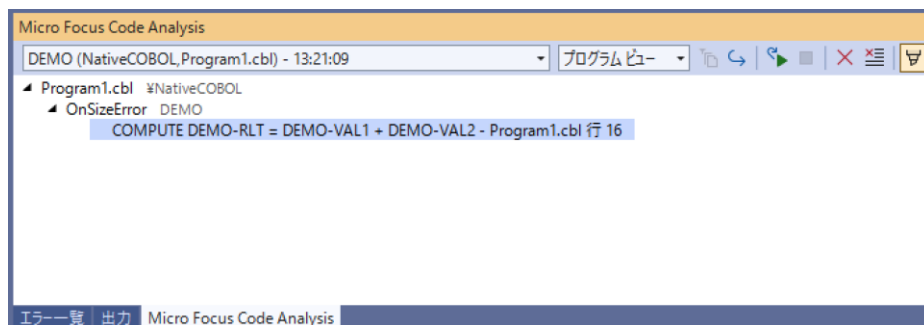 Micro Focus Code Analysis
DEMO (NativeCOBOL,Program1.cbl) - 13:21:09 プログラム ビュー
Program1.cbl ¥NativeCOBOL
OnSizeError DEMO
COMPUTE DEMO-RLT = DEMO-VAL1 + DEMO-VAL2 - Program1.cbl 行 16
エラー一覧 出力 Micro Focus Code Analysis